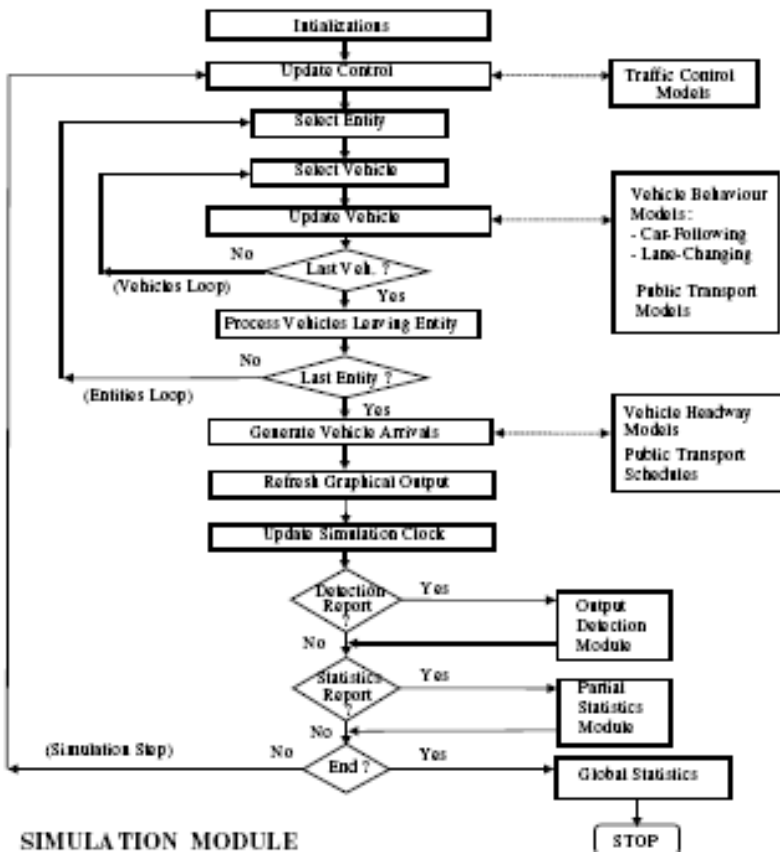 Intializations
Update Control
Traffic Control
Models
Select Entity
Select Vehicle
Update Vehicle
Vehicle Behaviour
Models:
- Car-Following
- Lane-Changing
Public Transport
Models
No
Last Veh. ?
(Vehicles Loop)
Yes
Process Vehicles Leaving Entity
No
Last Entity ?
(Entities Loop)
Yes
Generate Vehicle Arrivals
Vehicle Headway
Models
Public Transport
Schedules
Refresh Graphical Output
Update Simulation Clock
Detection
Report
?
Yes
Output
Detection
Module
No
Statistics
Report
?
Yes
Partial
Statistics
Module
No
(Simulation Step)
No
End ?
Yes
Global Statistics
SIMULATION MODULE
STOP